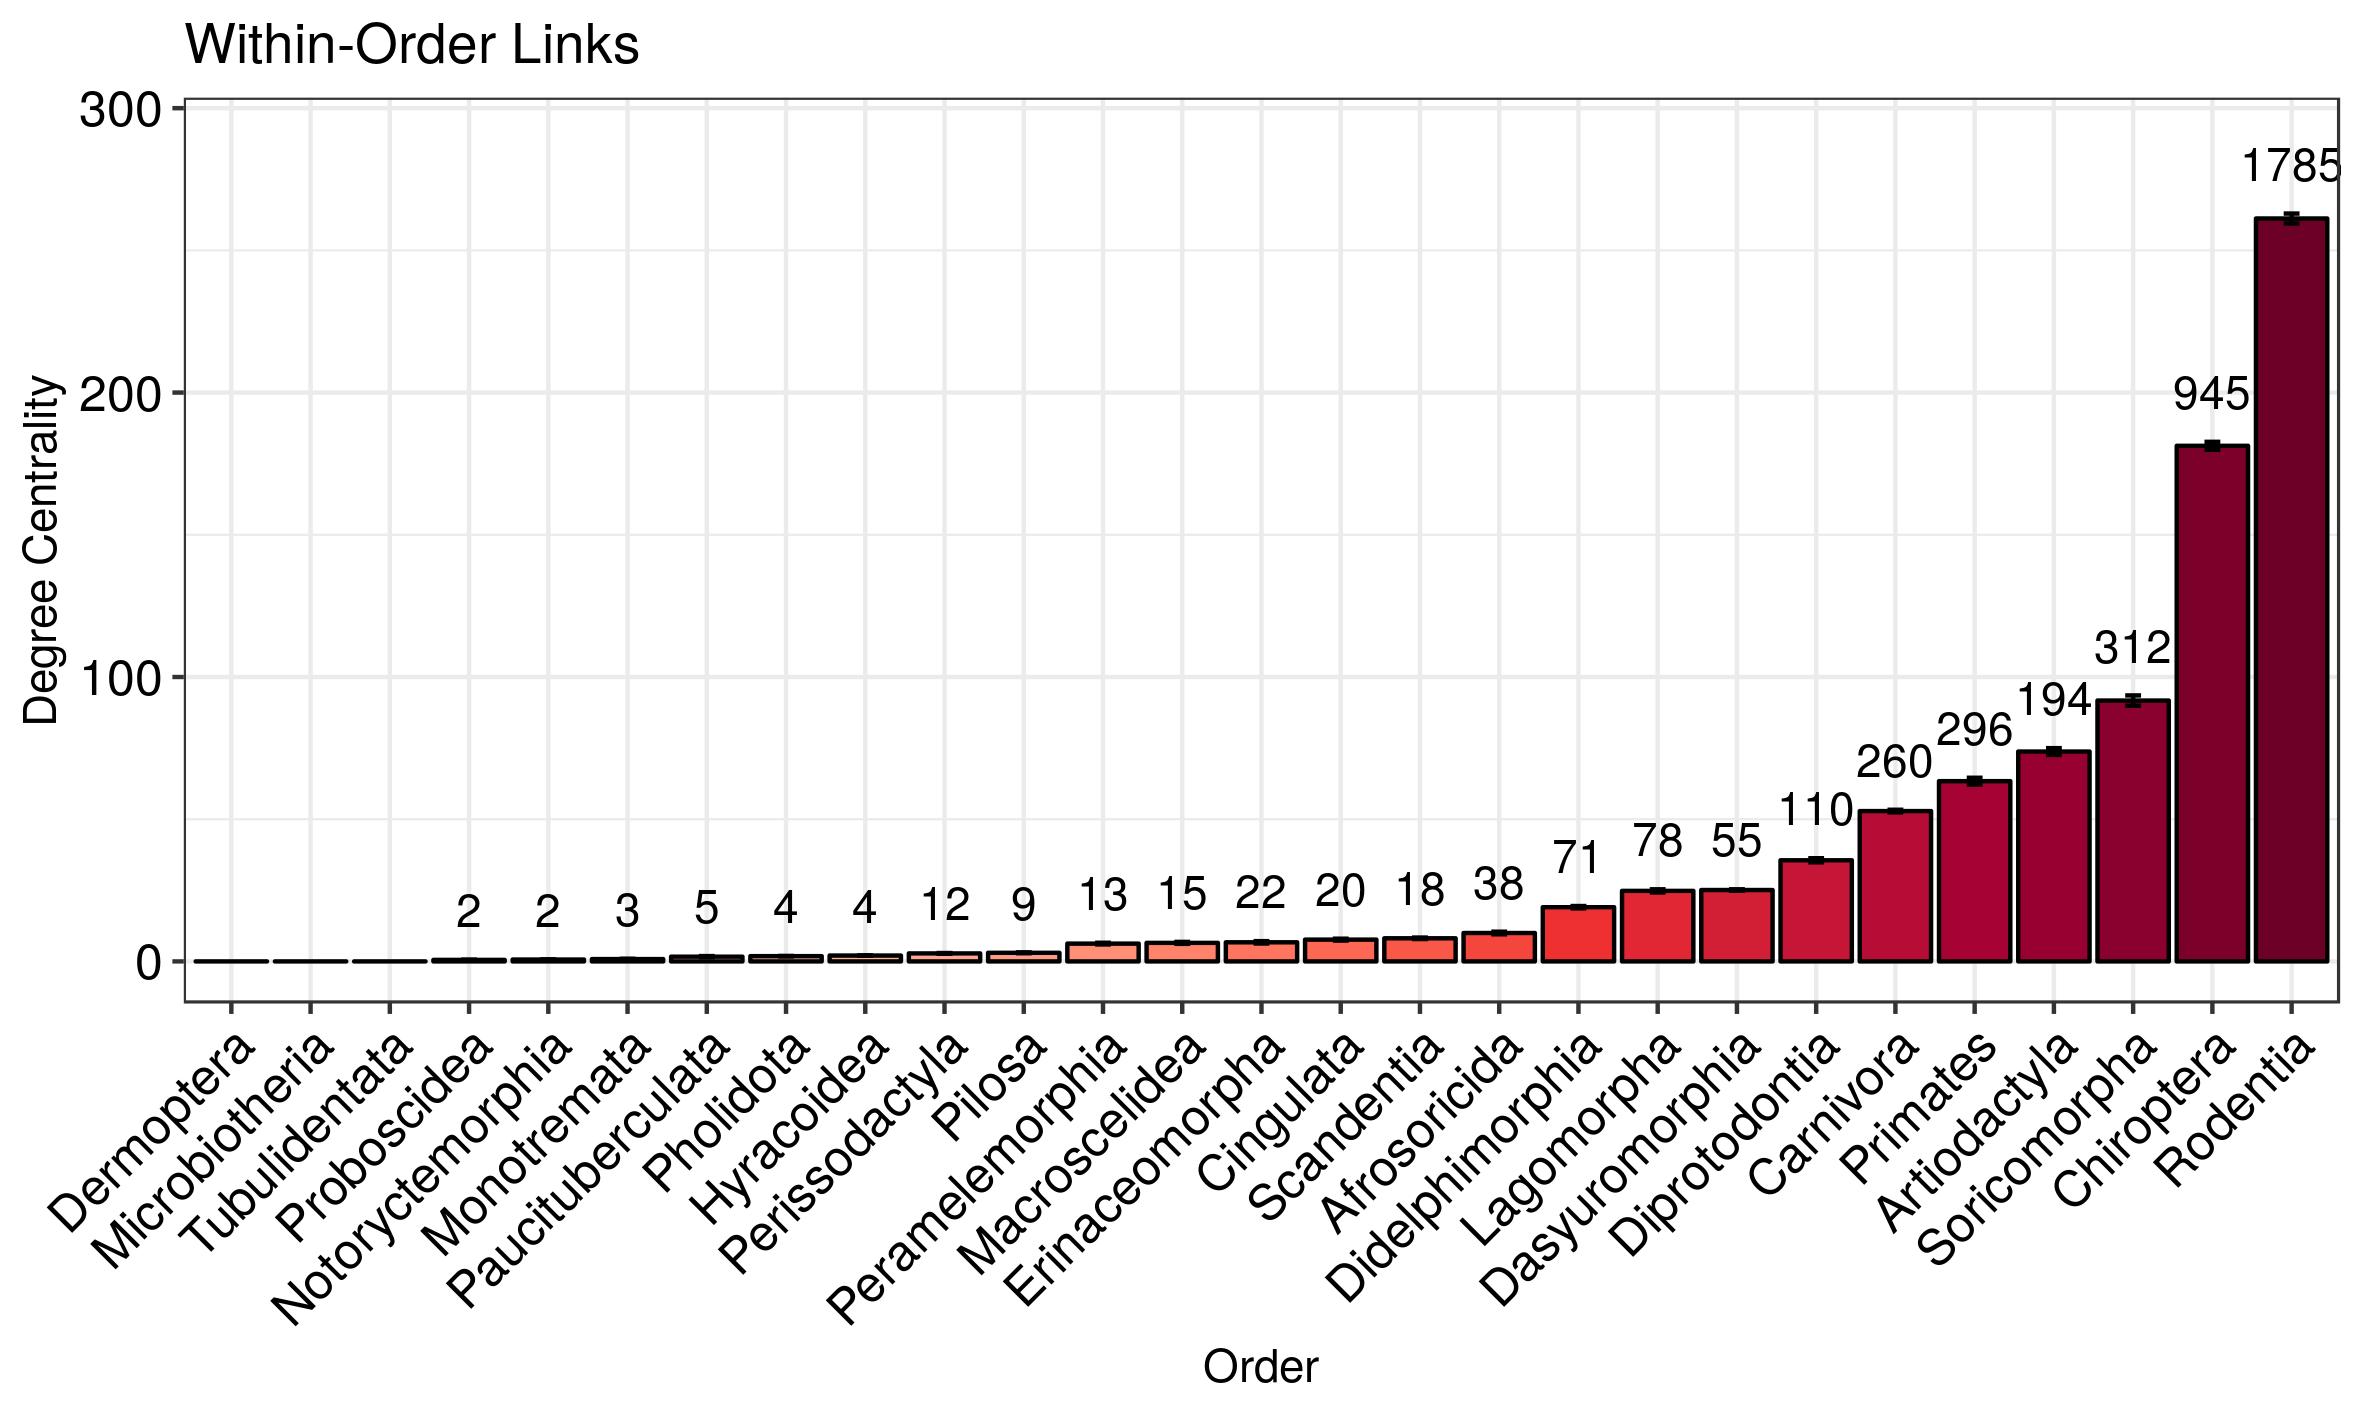 Within-Order Links
Degree Centrality
300
200
100
0
2
2
3
5
4
4
12
9
13
15
22
20
18
38
71
78
55
110
260
296
194
312
945
1785
Dermoptera
Microbiotheria
Tubulidentata
Proboscidea
Notoryctemorphia
Monotremata
Paucituberculata
Pholidota
Hyracoidea
Perissodactyla
Pilosa
Peramelemorphia
Macroscelidea
Erinaceomorpha
Cingulata
Scandentia
Afrosoricida
Didelphimorphia
Lagomorpha
Dasyuromorphia
Diprotodontia
Carnivora
Primates
Artiodactyla
Soricomorpha
Chiroptera
Rodentia
Order